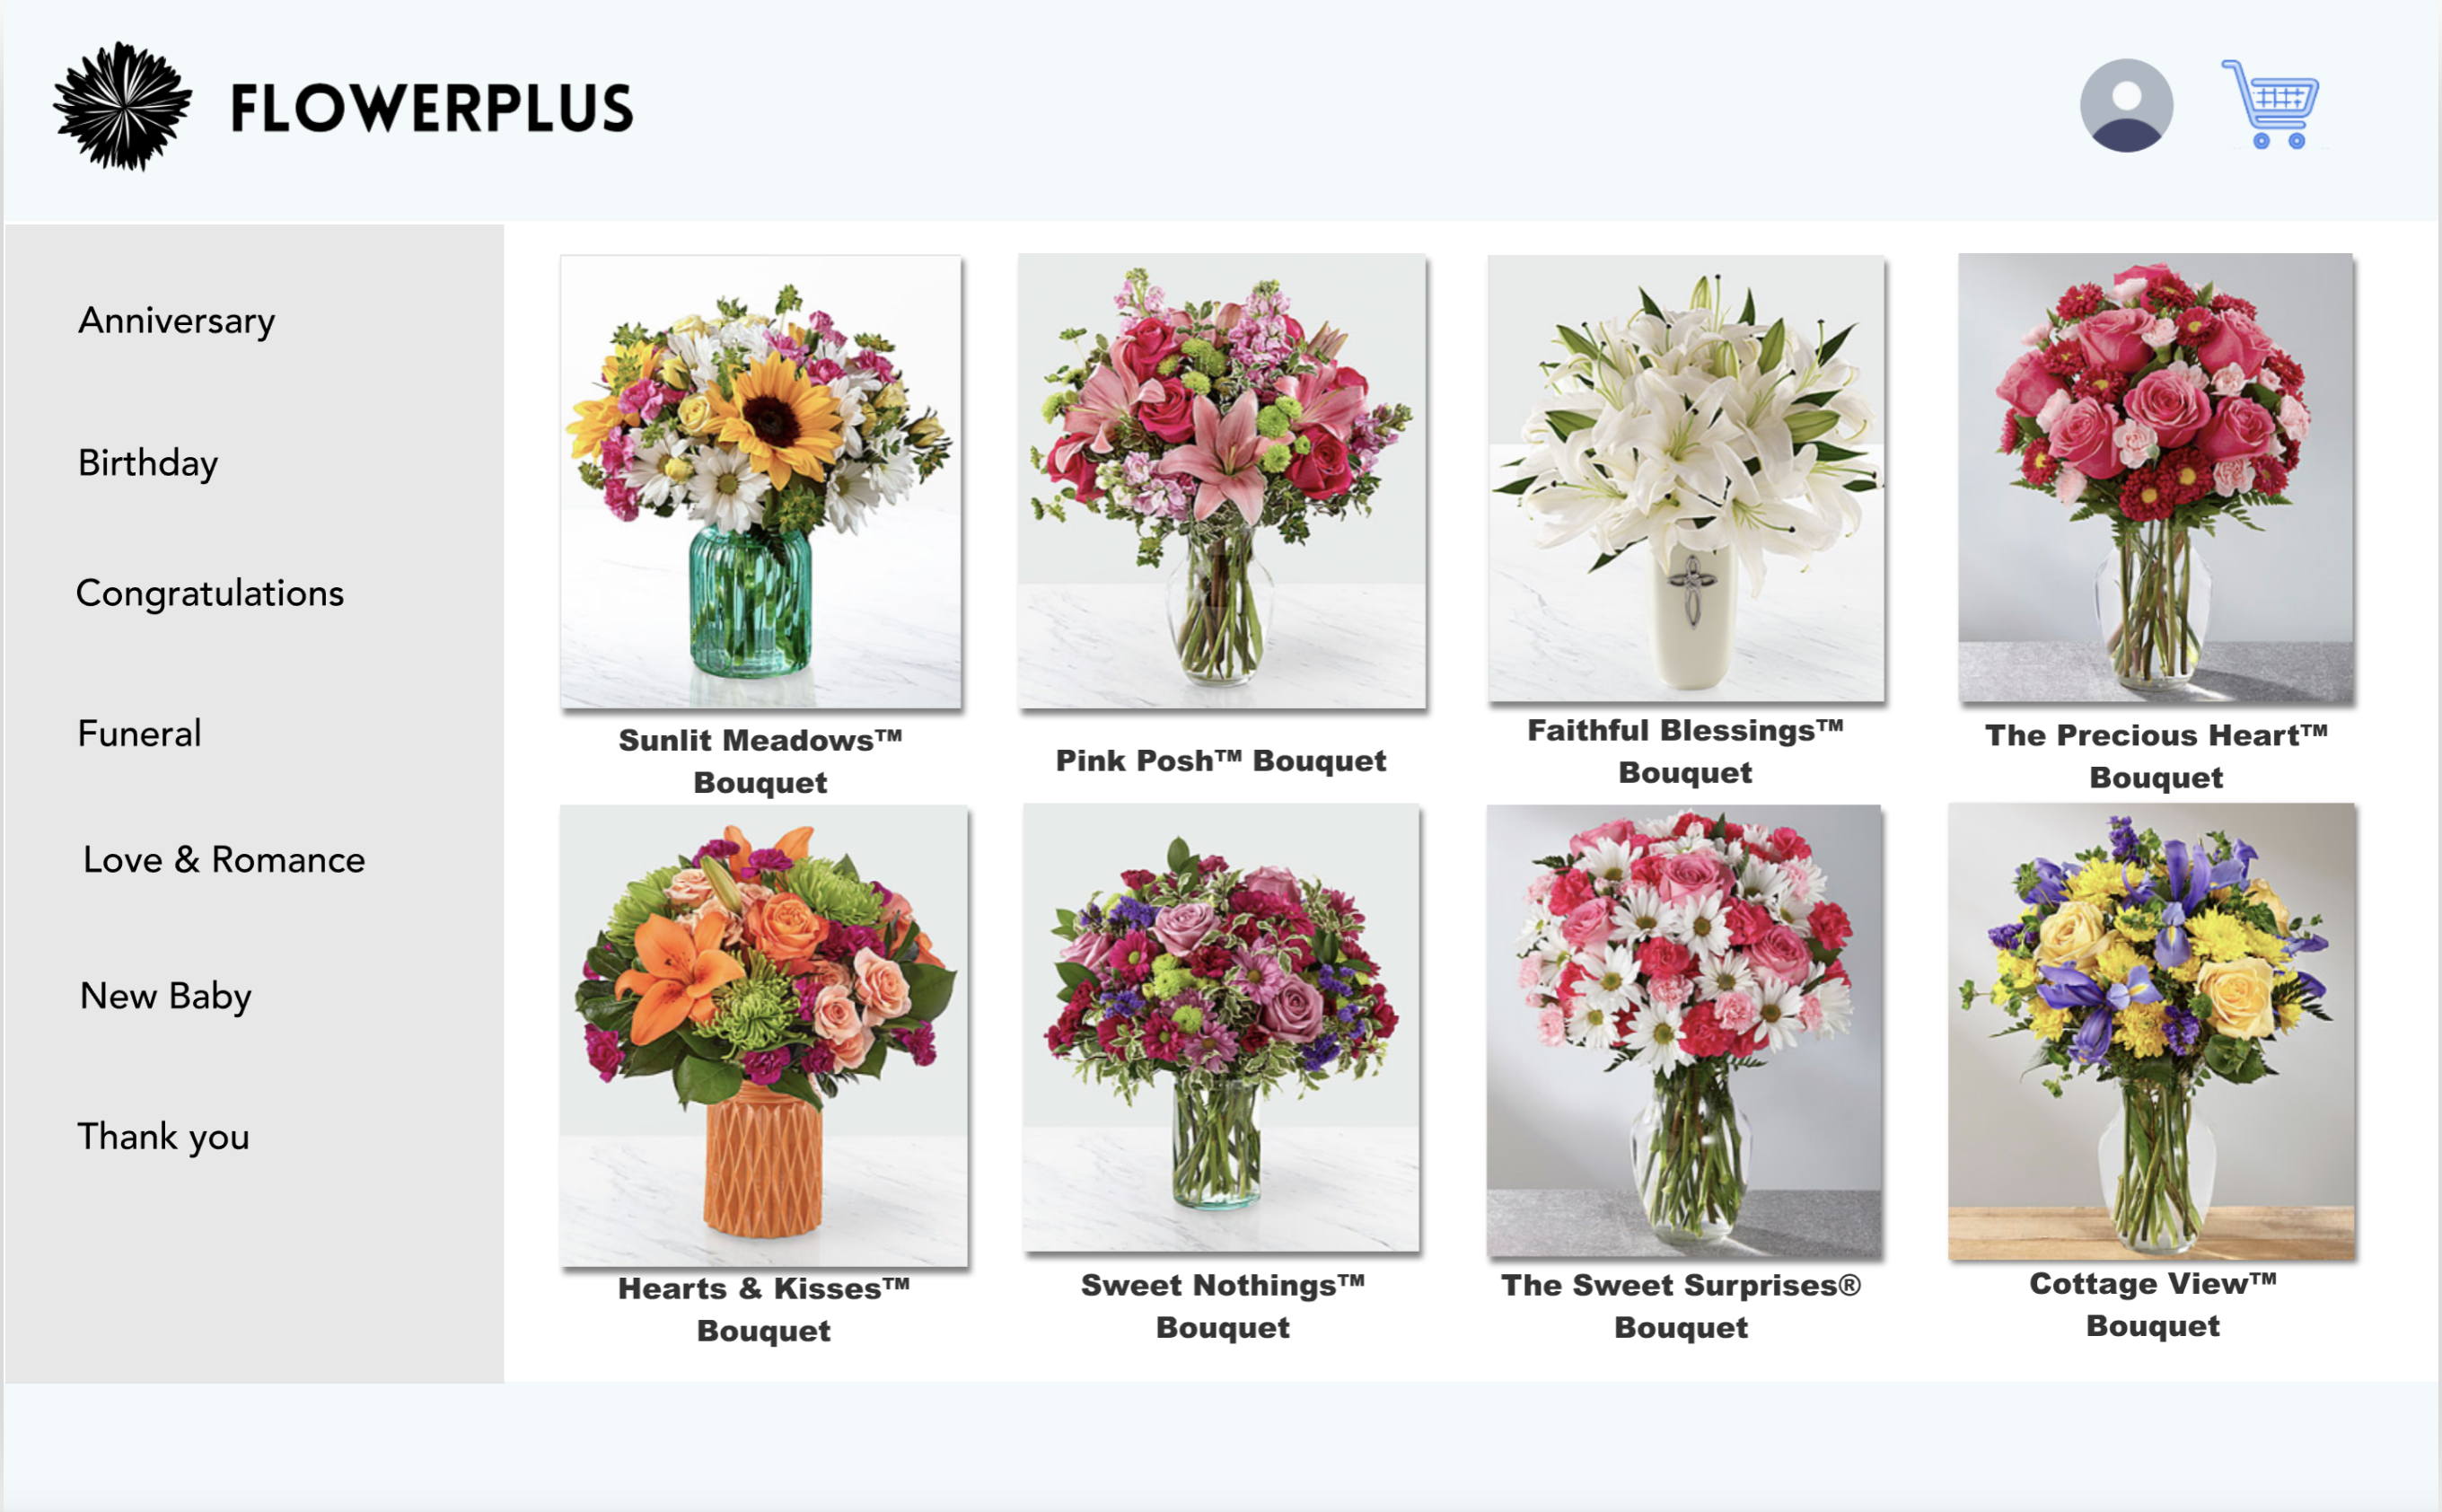 FLOWERPLUS
Anniversary
Birthday
Congratulations
Funeral
Love & Romance
New Baby
Thank you
Sunlit Meadows™
Bouquet
Pink Posh™ Bouquet
Faithful Blessings™
Bouquet
The Precious Heart™
Bouquet
Hearts & Kisses™
Bouquet
Sweet Nothings™
Bouquet
The Sweet Surprises®
Bouquet
Cottage View™
Bouquet